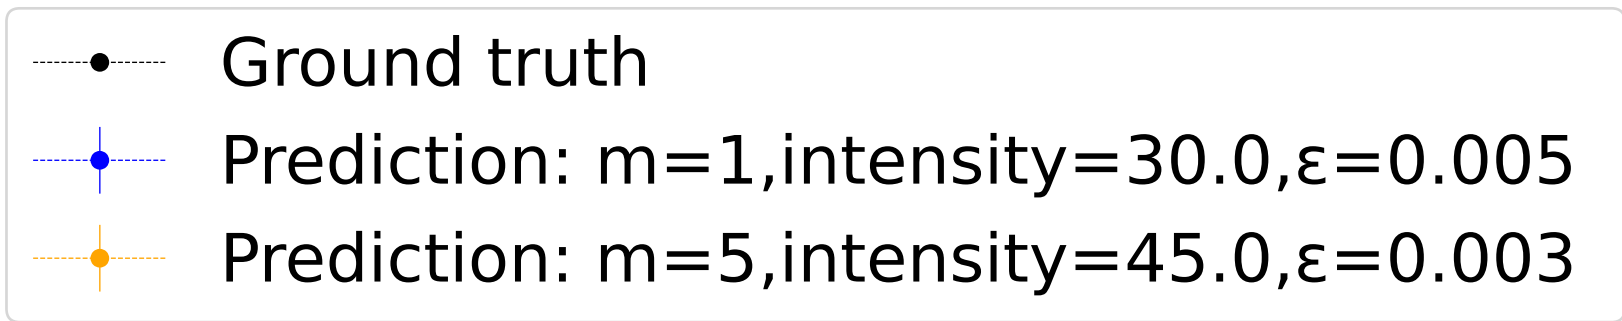 Ground truth
Prediction: m=1,intensity=30.0,ε=0.005
Prediction: m=5,intensity=45.0,ε=0.003